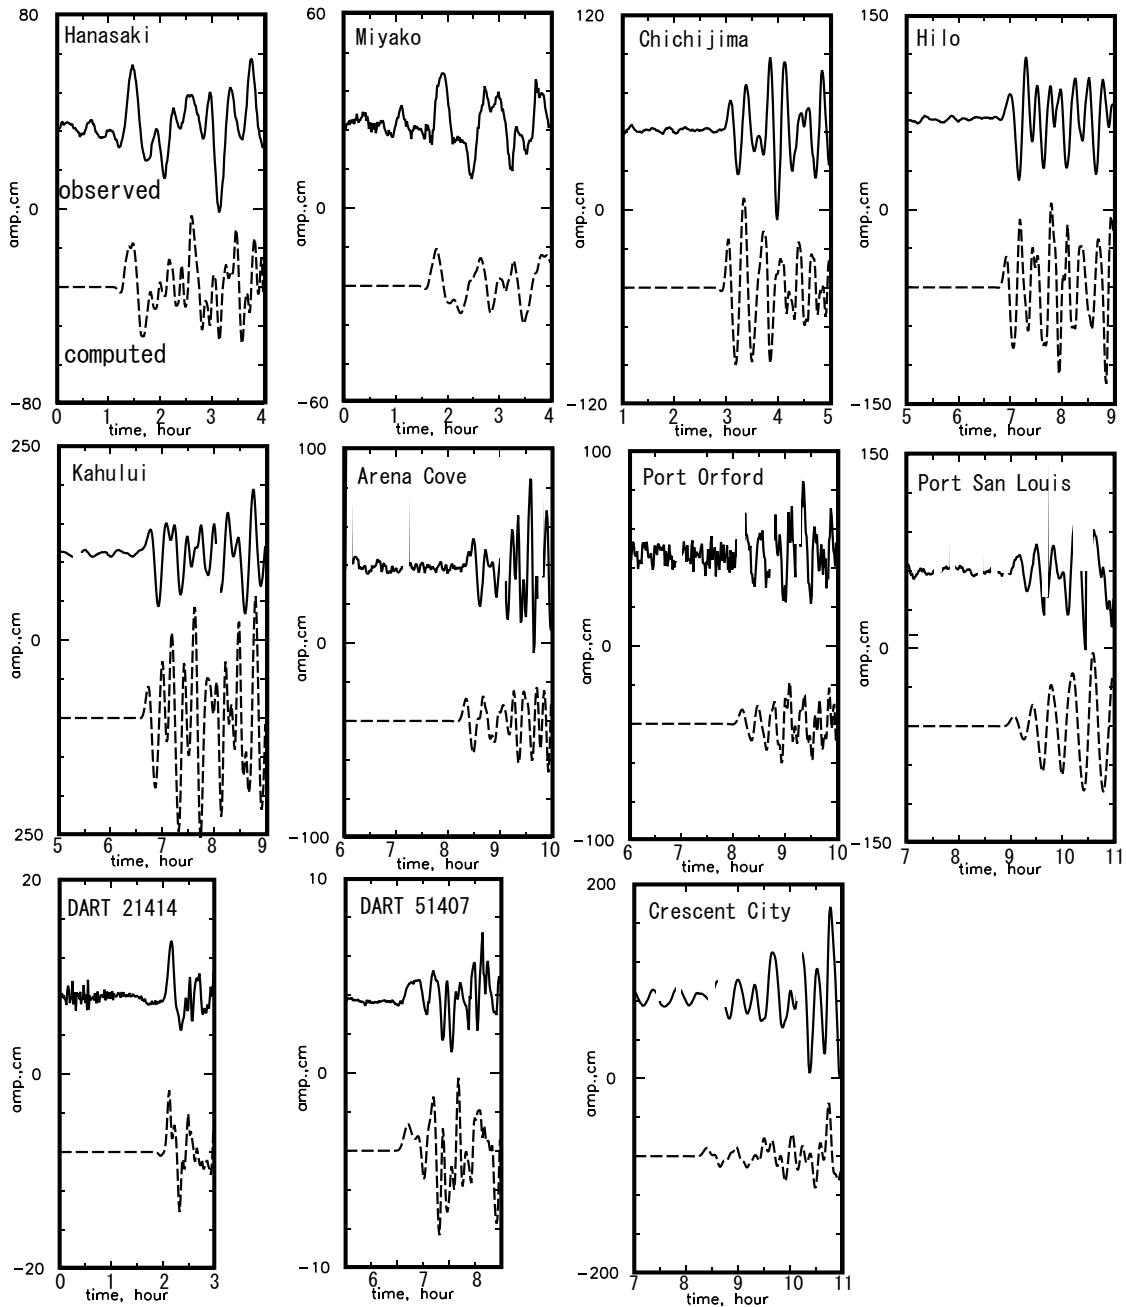 80
Hanasaki
observed
0
amp.,cm
computed
-80
0 1 2 3 4
time, hour
60
Miyako
0
amp.,cm
-60
0 1 2 3 4
time, hour
120
Chichijima
0
amp.,cm
-120
1 2 3 4 5
time, hour
150
Hilo
0
amp.,cm
-150
5 6 7 8 9
time, hour
250
Kahului
0
amp.,cm
250
5 6 7 8 9
time, hour
100
Arena Cove
0
amp.,cm
-100
6 7 8 9 10
time, hour
100
Port Orford
0
amp.,cm
-100
6 7 8 9 10
time, hour
150
Port San Louis
0
amp.,cm
-150
7 8 9 10 11
time, hour
20
DART 21414
0
amp.,cm
-20
0 1 2 3
time, hour
10
DART 51407
0
amp.,cm
-10
6 7 8
time, hour
200
Crescent City
0
amp.,cm
-200
7 8 9 10 11
time, hour